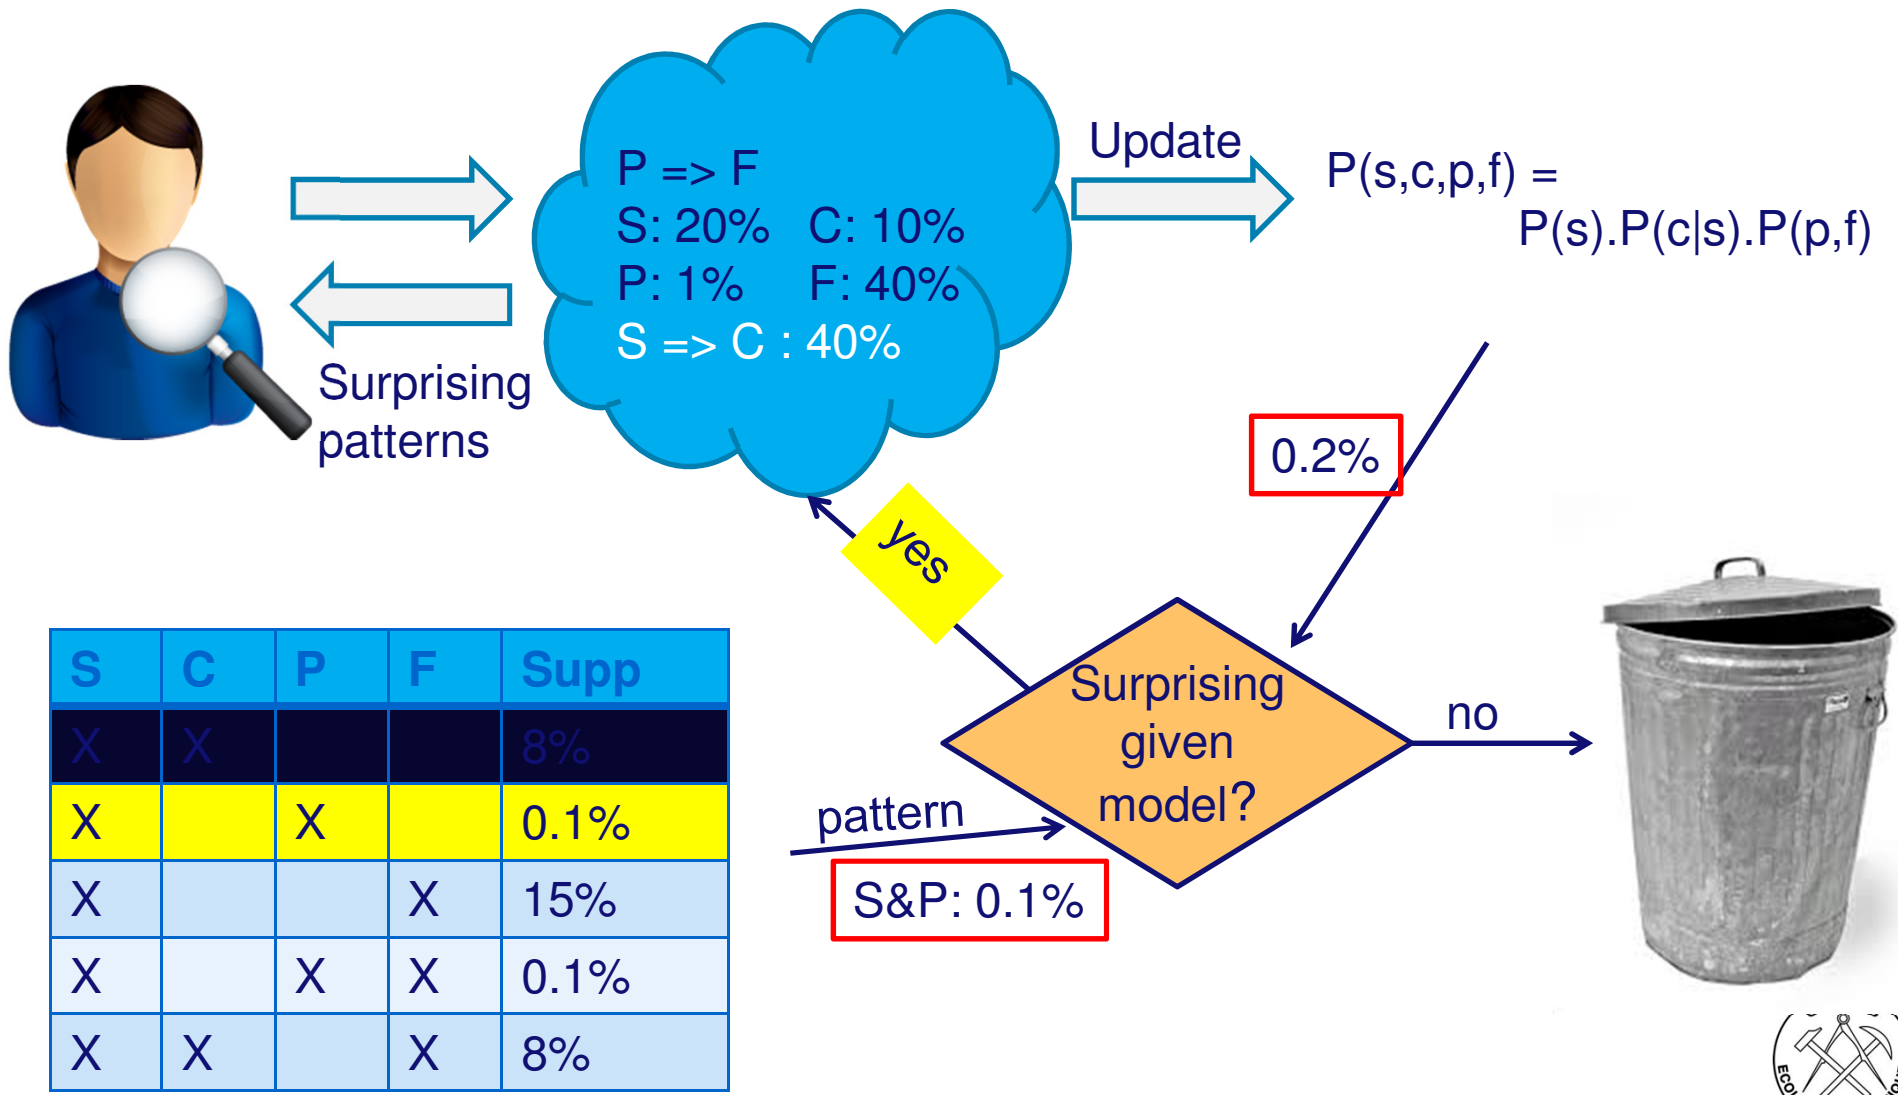 P => F
S: 20% C: 10%
P: 1% F: 40%
S => C : 40%
Update
P(s,c,p,f) =
P(s).P(c|s).P(p,f)
Surprising
patterns
0.2%
yes
Surprising
given
model?
no
pattern
S&P: 0.1%
S C P F Supp
X X 8%
X X 0.1%
X X 15%
X X X 0.1%
X X X 8%